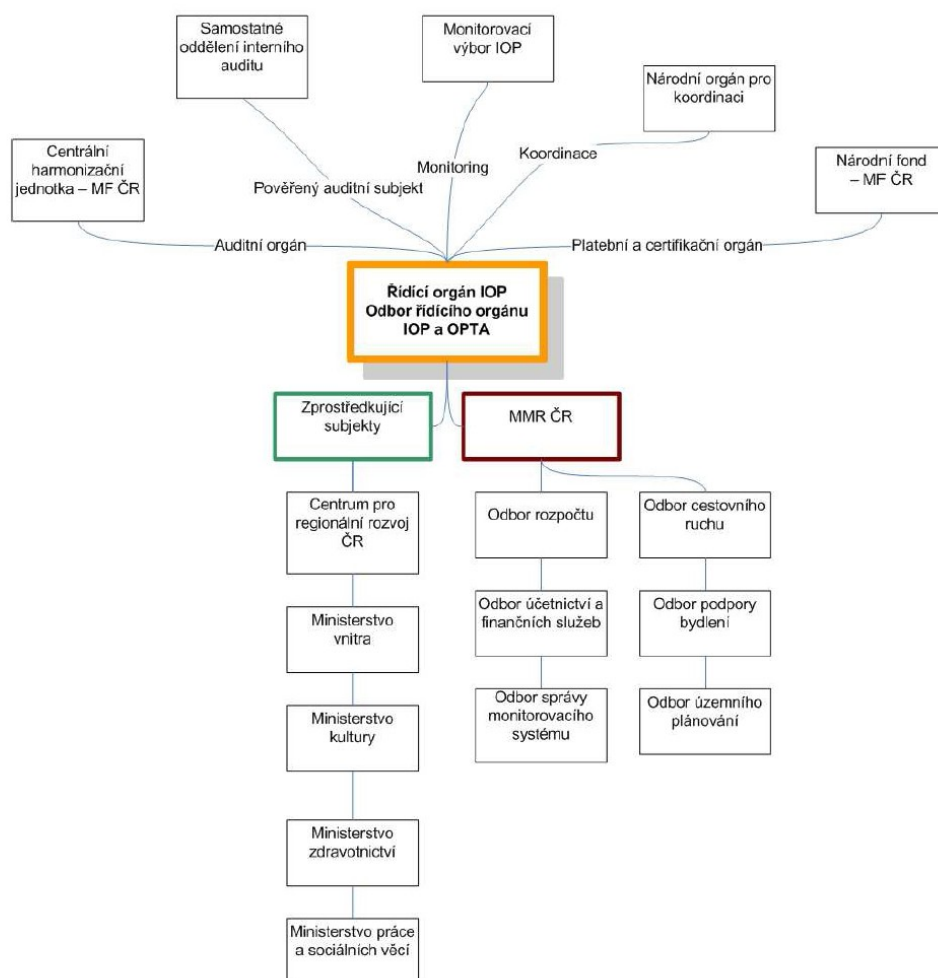 Samostatné
oddělení interního
auditu
Monitorovací
výbor IOP
Národní orgán pro
koordinaci
Centrální
harmonizační
jednotka – MF ČR
Národní fond
– MF ČR
Pověřený auditní subjekt
Monitoring
Koordinace
Auditní orgán
Platební a certifikační orgán
Řídící orgán IOP
Odbor řídícího orgánu
IOP a OPTA
Zprostředkující
subjekty
MMR ČR
Centrum pro
regionální rozvoj
ČR
Ministerstvo
vnitra
Ministerstvo
kultury
Ministerstvo
zdravotnictví
Ministerstvo práce
a sociálních věcí
Odbor rozpočtu
Odbor účetnictví a
finančních služeb
Odbor správy
monitorovacího
systému
Odbor cestovního
ruchu
Odbor podpory
bydlení
Odbor územního
plánování